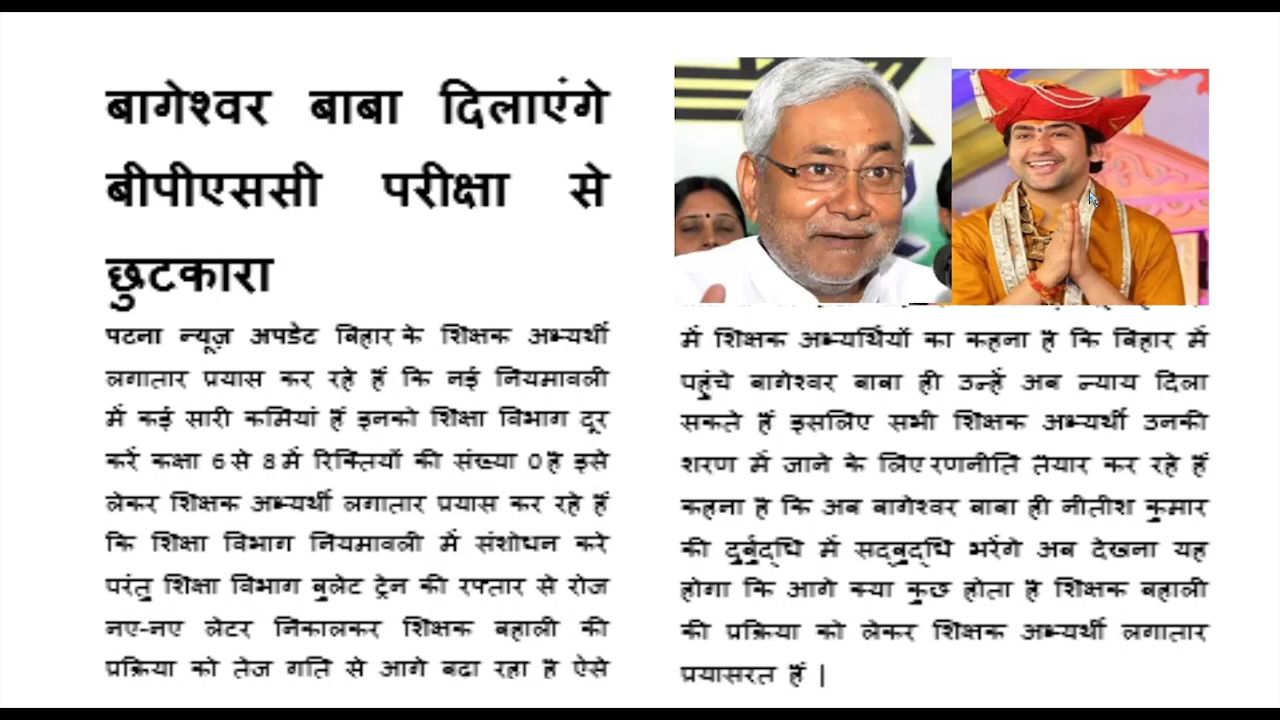 बागेश्वर बाबा दिलाएंगे
बीपीएससी परीक्षा से
छुटकारा
पटना न्यूज़ अपडेट बिहार के शिक्षक अभ्यर्थी
लगातार प्रयास कर रहे हैं कि नई नियमावली
में कई सारी कमियां हैं इनको शिक्षा विभाग दूर
करें कक्षा 6 से 8 में रिक्तियों की संख्या 0 है इसे
लेकर शिक्षक अभ्यर्थी लगातार प्रयास कर रहे हैं
कि शिक्षा विभाग नियमावली में संशोधन करे
परंतु शिक्षा विभाग बुलेट ट्रेन की रफ्तार से रोज
नए-नए लेटर निकालकर शिक्षक बहाली की
प्रक्रिया को तेज गति से आगे बढा रहा है ऐसे
में शिक्षक अभ्यर्थियों का कहना है कि बिहार में
पहुंचे बागेश्वर बाबा ही उन्हें अब न्याय दिला
सकते हैं इसलिए सभी शिक्षक अभ्यर्थी उनकी
शरण में जाने के लिए रणनीति तैयार कर रहे हैं
कहना है कि अब बागेश्वर बाबा ही नीतीश कुमार
की दुर्बुद्धि में सद्बुद्धि भरेंगे अब देखना यह
होगा कि आगे क्या कुछ होता है शिक्षक बहाली
की प्रक्रिया को लेकर शिक्षक अभ्यर्थी लगातार
प्रयासरत हैं |